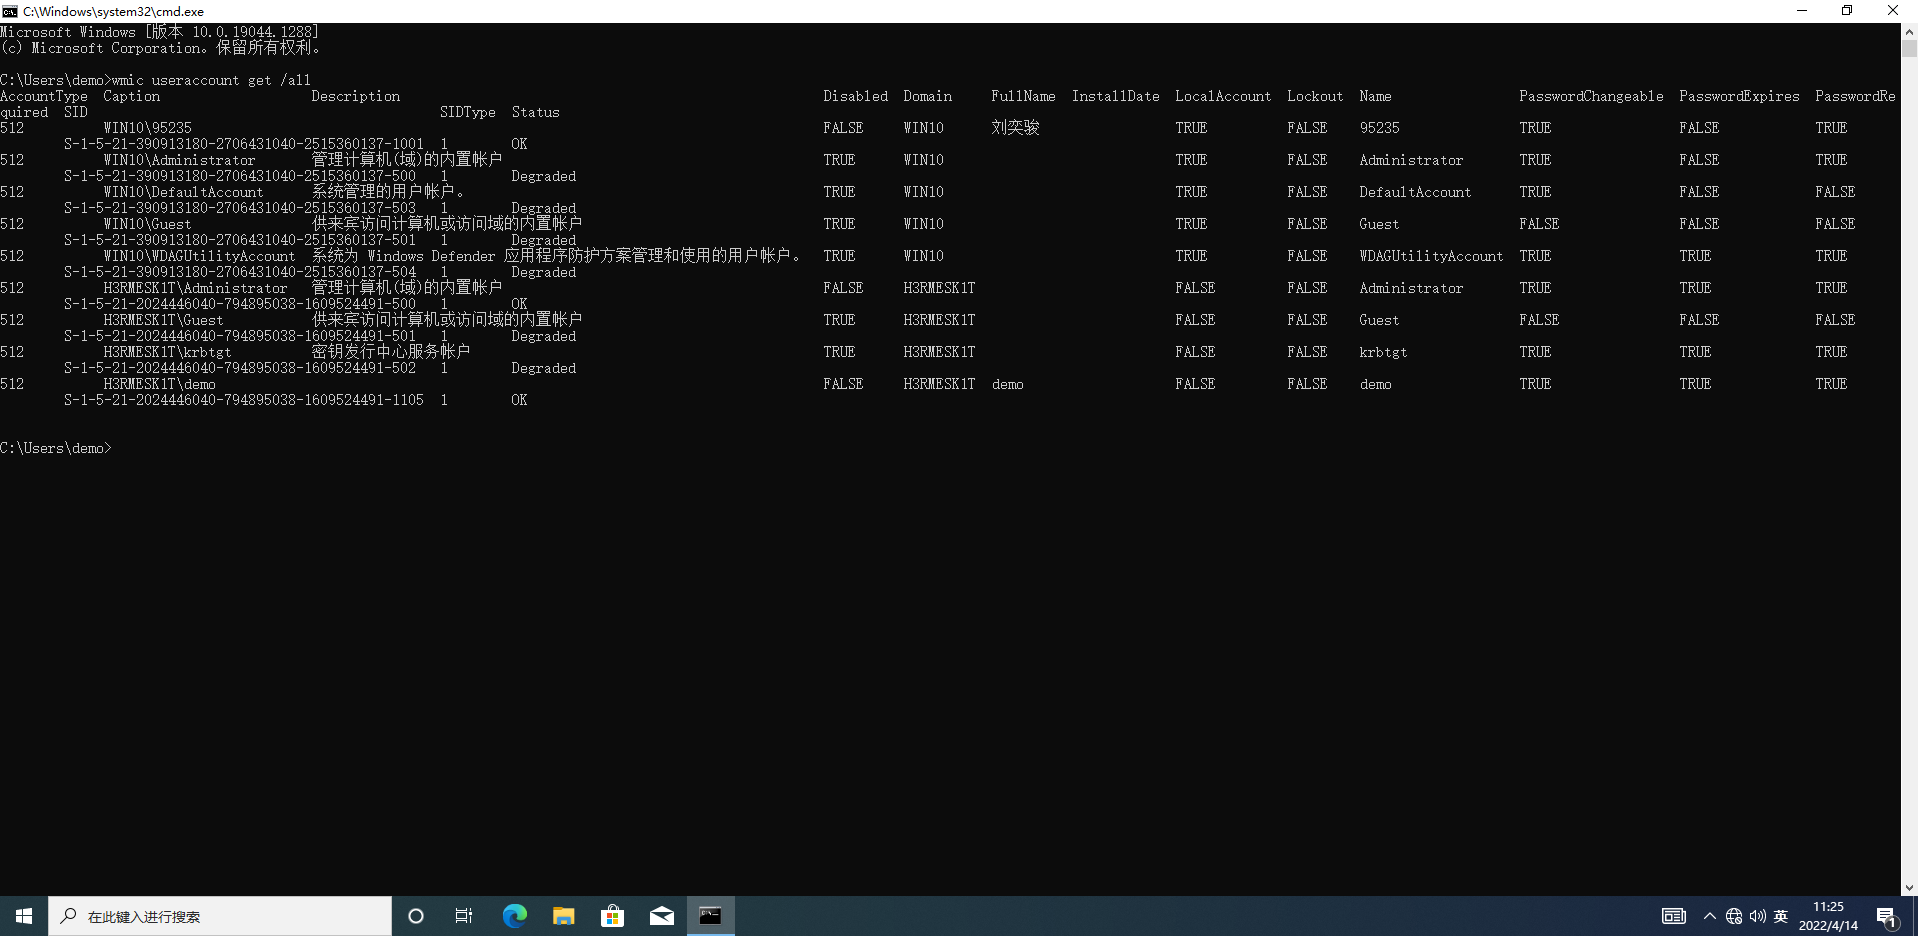 C:\Windows\system32\cmd.exe
Microsoft Windows [版本 10.0.19044.1288]
(c) Microsoft Corporation。保留所有权利。
C:\Users\demo>wmic useraccount get /all
AccountType Caption Description Disabled Domain FullName InstallDate LocalAccount Lockout Name PasswordChangeable PasswordExpires PasswordRe
quired SID SIDType Status
512 WIN10\95235 FALSE WIN10 刘奕骏 TRUE FALSE 95235 TRUE FALSE TRUE
S-1-5-21-390913180-2706431040-2515360137-1001 1 OK
512 WIN10\Administrator 管理计算机(域)的内置帐户 TRUE WIN10 TRUE FALSE Administrator TRUE FALSE TRUE
S-1-5-21-390913180-2706431040-2515360137-500 1 Degraded
512 WIN10\DefaultAccount 系统管理的用户帐户。 TRUE WIN10 TRUE FALSE DefaultAccount TRUE FALSE FALSE
S-1-5-21-390913180-2706431040-2515360137-503 1 Degraded
512 WIN10\Guest 供来宾访问计算机或访问域的内置帐户 TRUE WIN10 TRUE FALSE Guest FALSE FALSE FALSE
S-1-5-21-390913180-2706431040-2515360137-501 1 Degraded
512 WIN10\WDAGUtilityAccount 系统为 Windows Defender 应用程序防护方案管理和使用的用户帐户。 TRUE WIN10 TRUE FALSE WDAGUtilityAccount TRUE TRUE TRUE
S-1-5-21-390913180-2706431040-2515360137-504 1 Degraded
512 H3RMESK1T\Administrator 管理计算机(域)的内置帐户 FALSE H3RMESK1T FALSE FALSE Administrator TRUE TRUE TRUE
S-1-5-21-2024446040-794895038-1609524491-500 1 OK
512 H3RMESK1T\Guest 供来宾访问计算机或访问域的内置帐户 TRUE H3RMESK1T FALSE FALSE Guest FALSE FALSE FALSE
S-1-5-21-2024446040-794895038-1609524491-501 1 Degraded
512 H3RMESK1T\krbtgt 密钥发行中心服务帐户 TRUE H3RMESK1T FALSE FALSE krbtgt TRUE TRUE TRUE
S-1-5-21-2024446040-794895038-1609524491-502 1 Degraded
512 H3RMESK1T\demo FALSE H3RMESK1T demo FALSE FALSE demo TRUE TRUE TRUE
S-1-5-21-2024446040-794895038-1609524491-1105 1 OK
C:\Users\demo>
在此键入进行搜索
英
11:25
2022/4/14
1